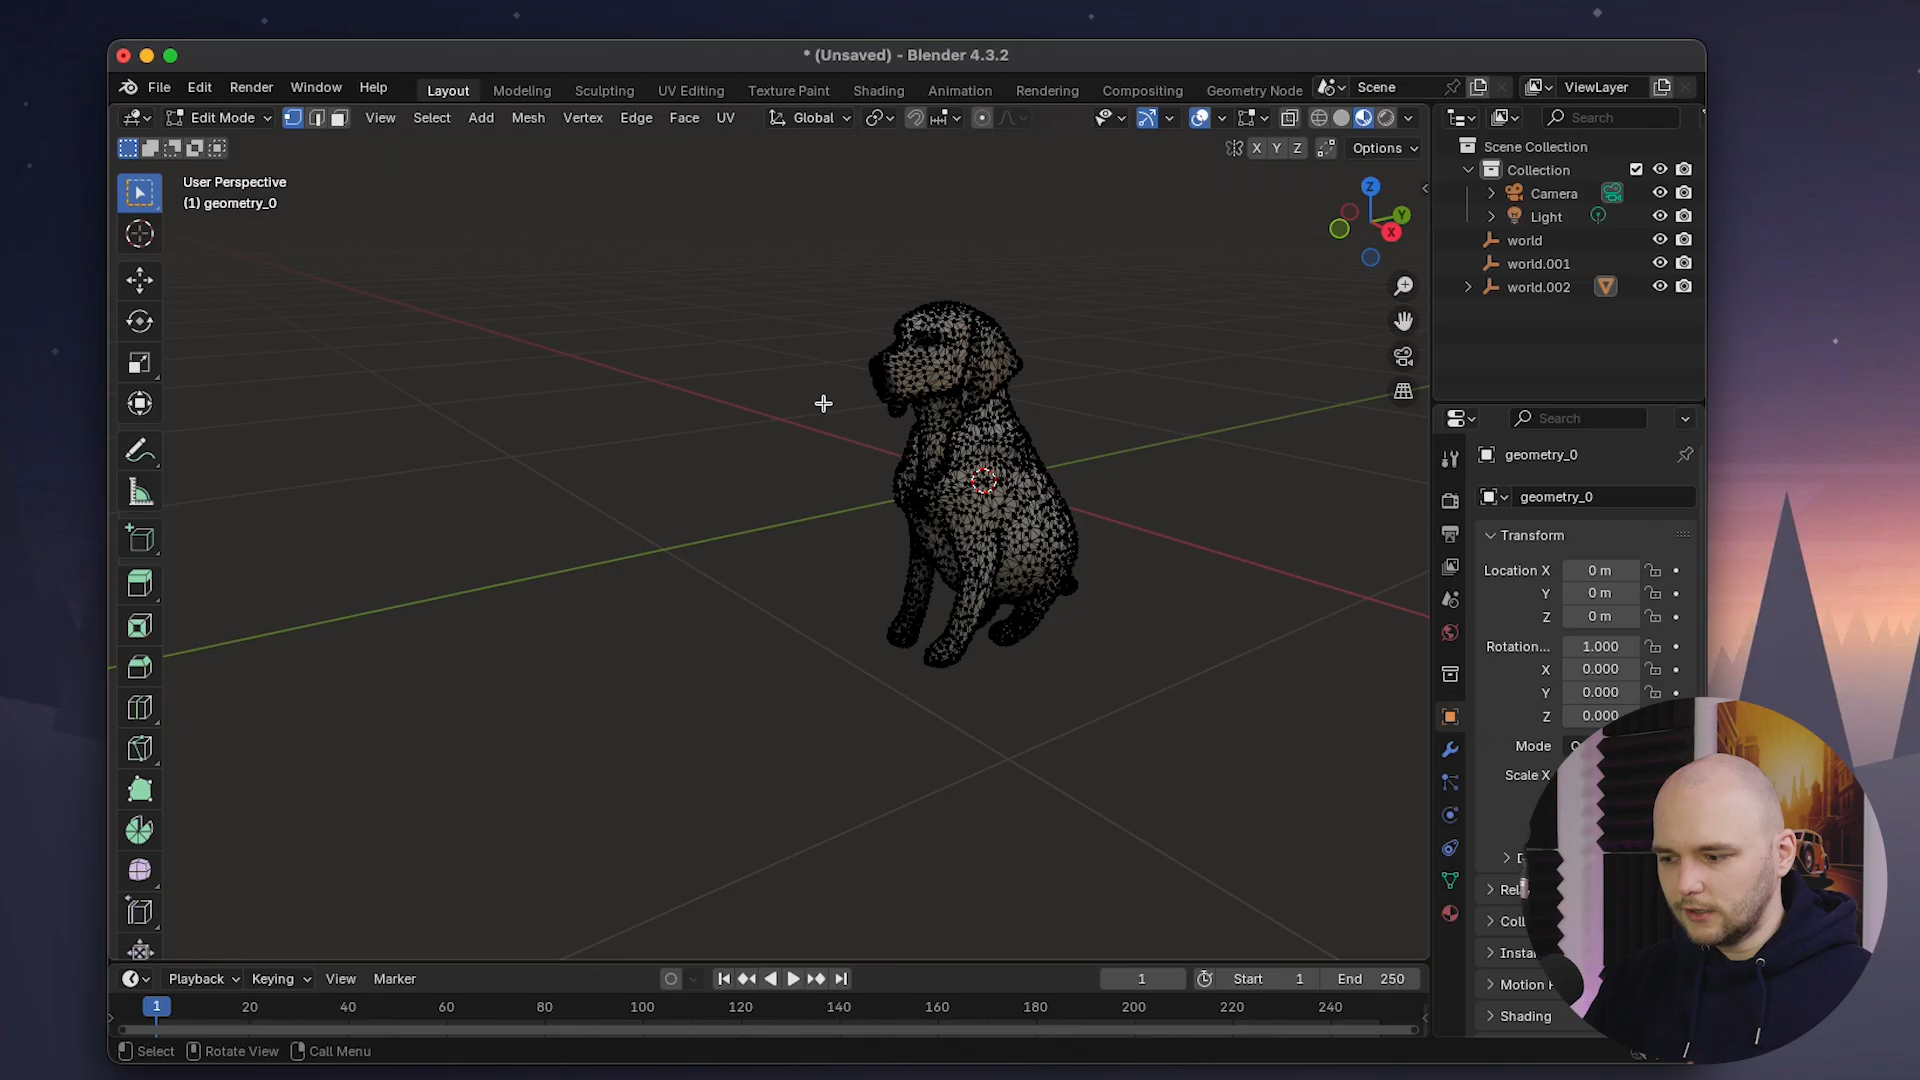 * (Unsaved) - Blender 4.3.2
File Edit Render Window Help
Layout Modeling Sculpting UV Editing Texture Paint Shading Animation Rendering Compositing Geometry Node
Scene ViewLayer
Edit Mode View Select Add Mesh Vertex Edge Face UV Global
Search
X Y Z Options
User Perspective
(1) geometry_0
Z
Y
X
Scene Collection
Collection
Camera
Light
world
world.001
world.002
Search
geometry_0
geometry_0
Transform
Location X 0 m
Y 0 m
Z 0 m
Rotation... 1.000
X 0.000
Y 0.000
Z 0.000
Mode
Scale X
Insta
Motion
Shading
Playback Keying View Marker
1 Start 1 End 250
1 20 40 60 80 100 120 140 160 180 200 220 240
Select Rotate View Call Menu